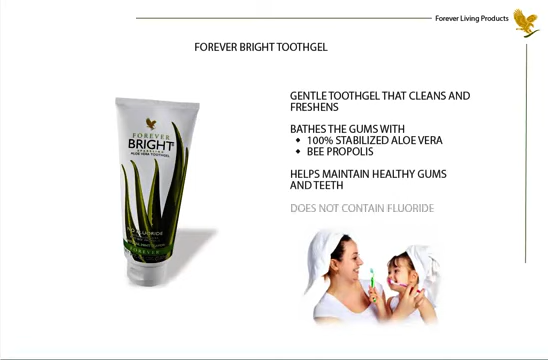 Forever Living Products
FOREVER BRIGHT TOOTHGEL
GENTLE TOOTHGEL THAT CLEANS AND
FRESHENS
BATHES THE GUMS WITH
◆ 100% STABILIZED ALOE VERA
◆ BEE PROPOLIS
HELPS MAINTAIN HEALTHY GUMS
AND TEETH
DOES NOT CONTAIN FLUORIDE
FOREVER
BRIGHT
ALOE VERA TOOTHGEL
FOREVER